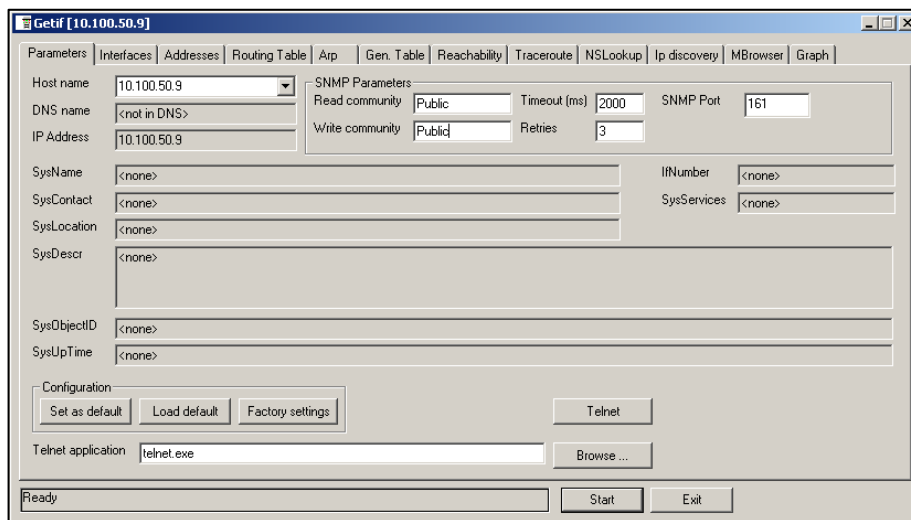 Getif [10.100.50.9]
Parameters Interfaces Addresses Routing Table Arp Gen. Table Reachability Traceroute NSLookup Ip discovery MBrowser Graph
Host name 10.100.50.9
DNS name <not in DNS>
IP Address 10.100.50.9
SNMP Parameters
Read community Public Timeout (ms) 2000 SNMP Port 161
Write community Public Retries 3
SysName <none> IfNumber <none>
SysContact <none> SysServices <none>
SysLocation <none>
SysDescr <none>
SysObjectID <none>
SysUpTime <none>
Configuration
Set as default Load default Factory settings Telnet
Telnet application telnet.exe Browse ...
Ready Start Exit